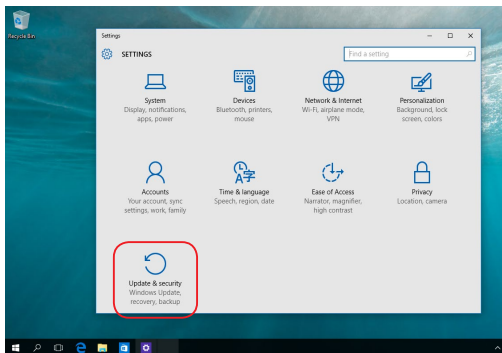 Recycle Bin
Settings
SETTINGS
Find a setting
System
Display, notifications,
apps, power
Devices
Bluetooth, printers,
mouse
Network & Internet
Wi-Fi, airplane mode,
VPN
Personalization
Background, lock
screen, colors
Accounts
Your account, sync
settings, work, family
Time & language
Speech, region, date
Ease of Access
Narrator, magnifier,
high contrast
Privacy
Location, camera
Update & security
Windows Update,
recovery, backup